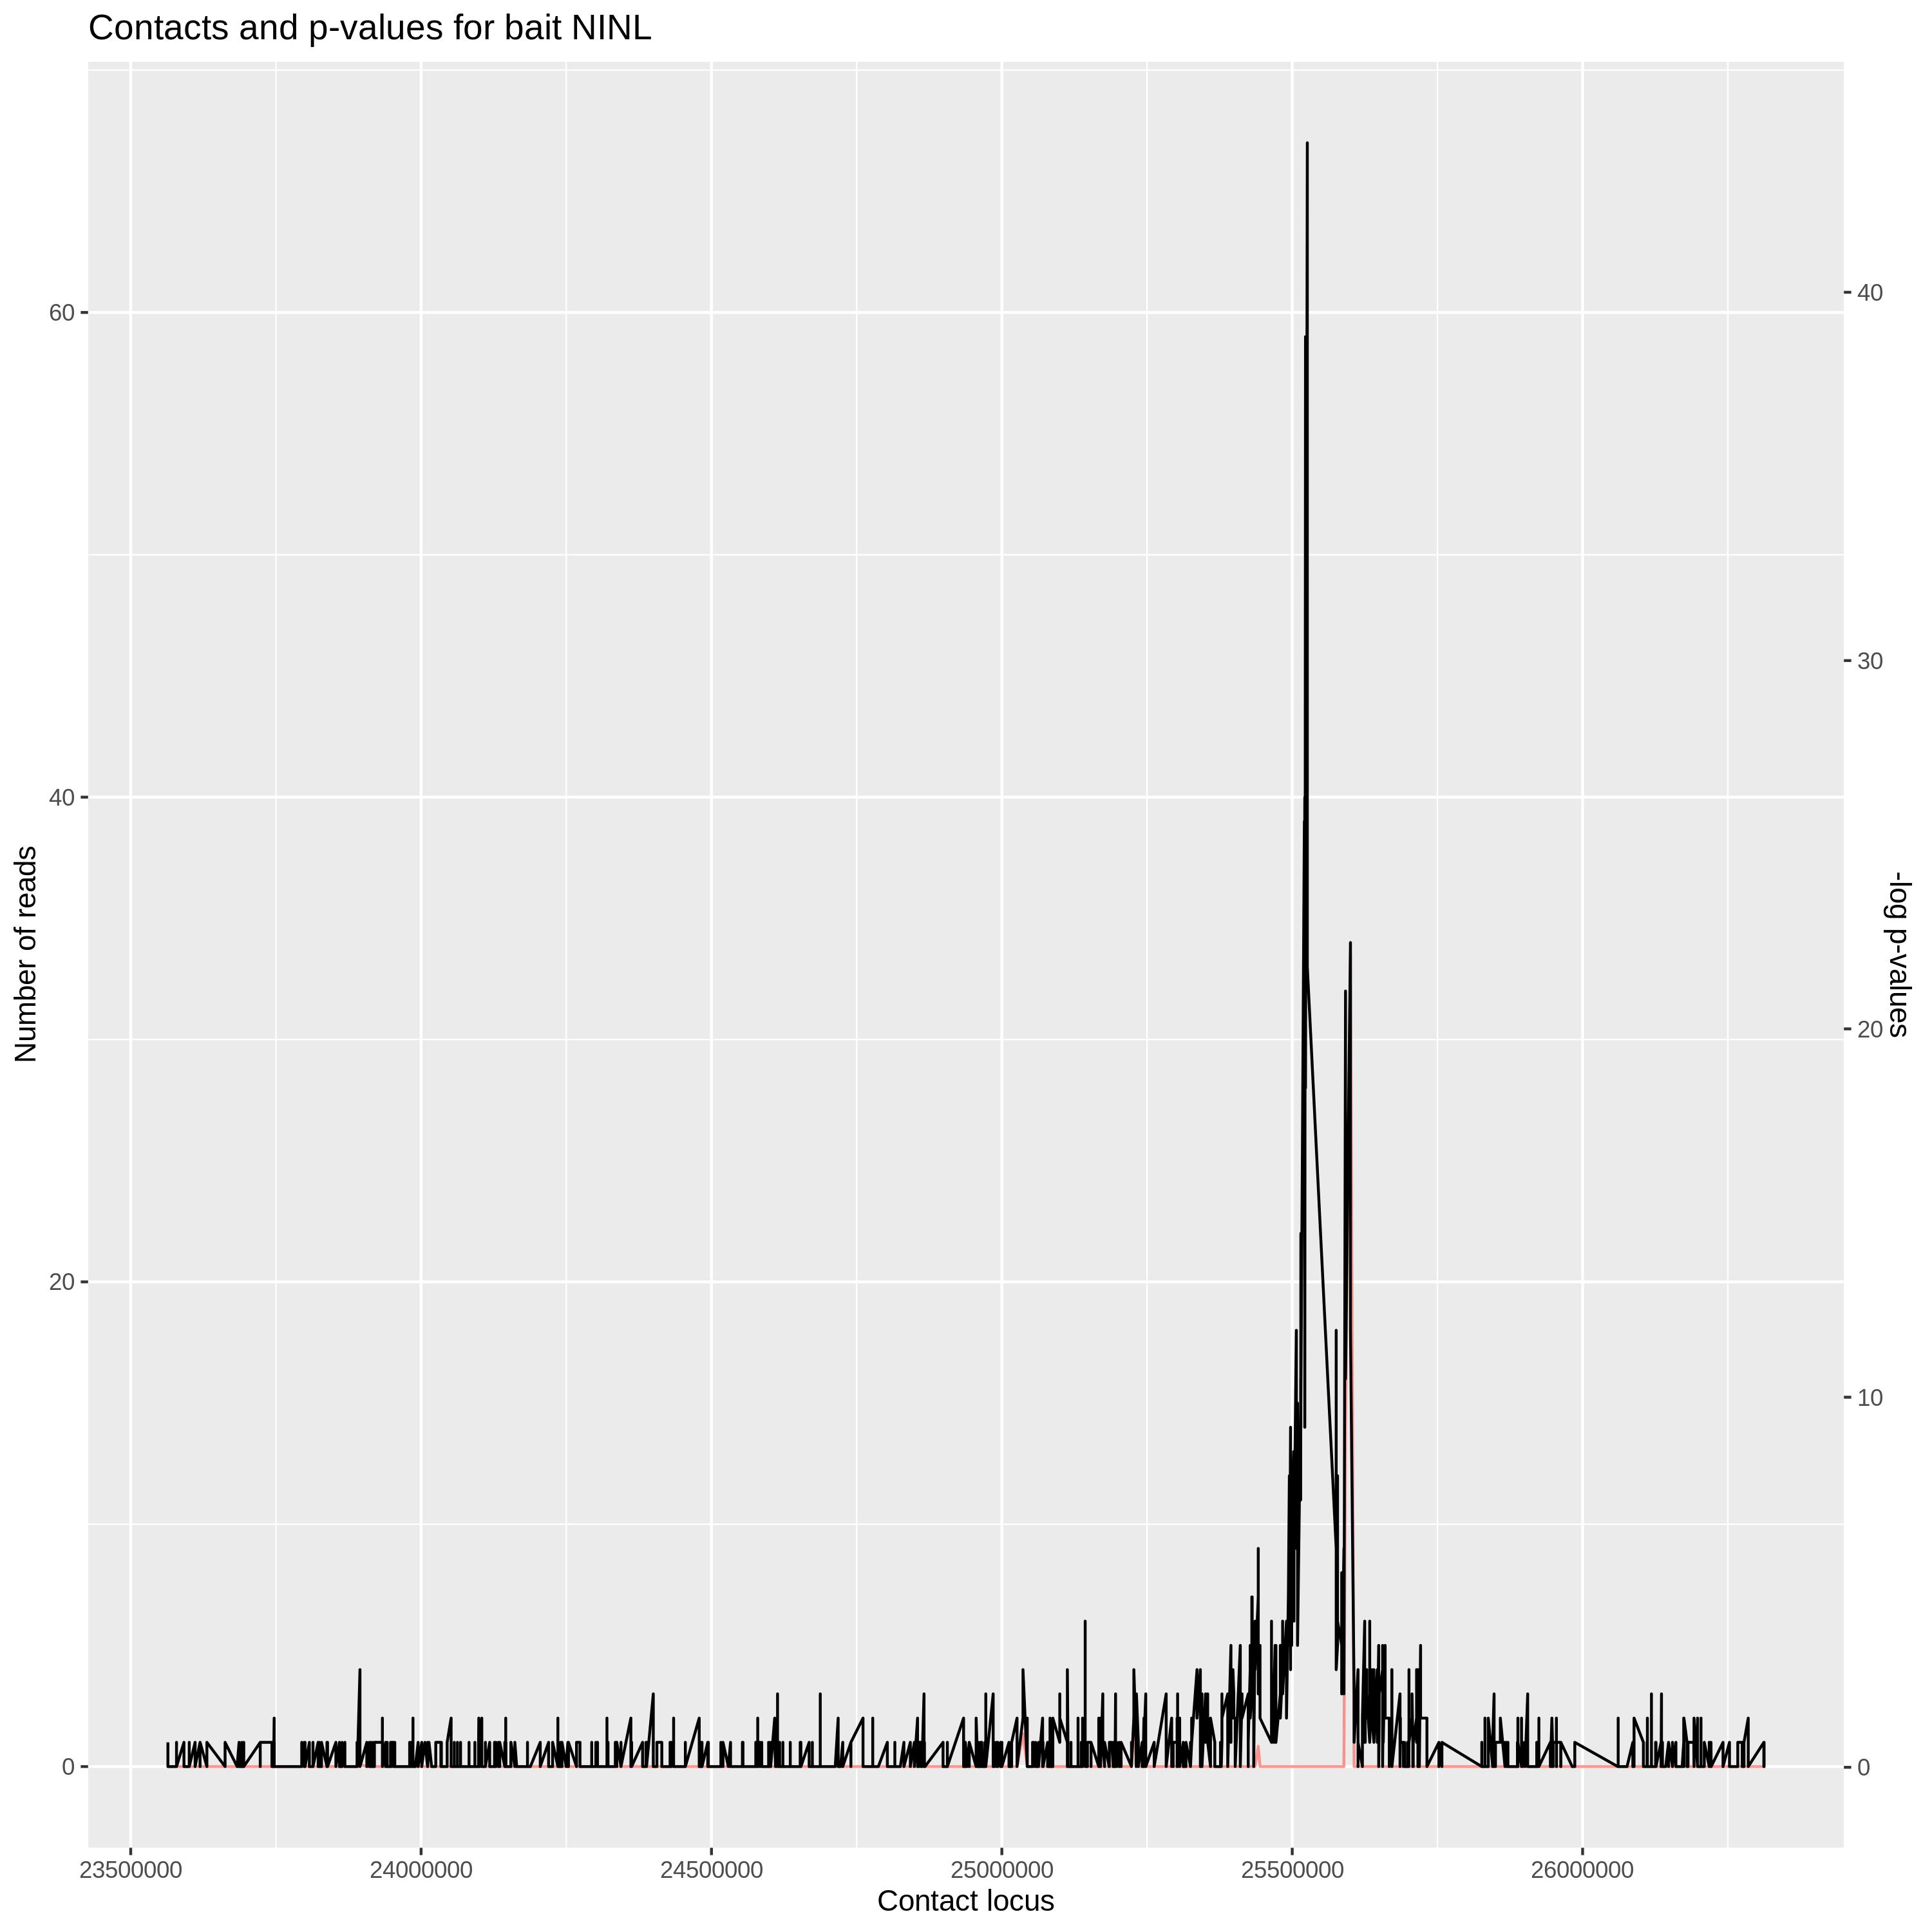 Contacts and p-values for bait NINL
60
40
20
0
Number of reads
40
30
20
10
0
-log p-values
23500000 24000000 24500000 25000000 25500000 26000000
Contact locus